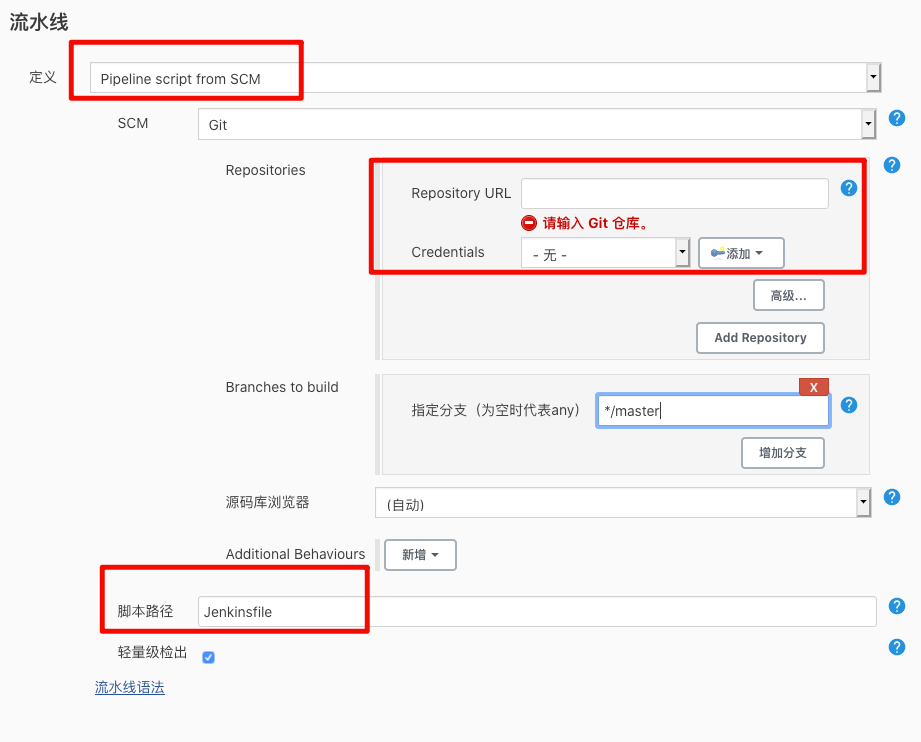 流水线
定义 Pipeline script from SCM
SCM Git
Repositories
Repository URL
请输入 Git 仓库。
Credentials - 无 - 添加
高级...
Add Repository
Branches to build
X
指定分支（为空时代表any） */master
增加分支
源码库浏览器 (自动)
Additional Behaviours 新增
脚本路径 Jenkinsfile
轻量级检出
流水线语法